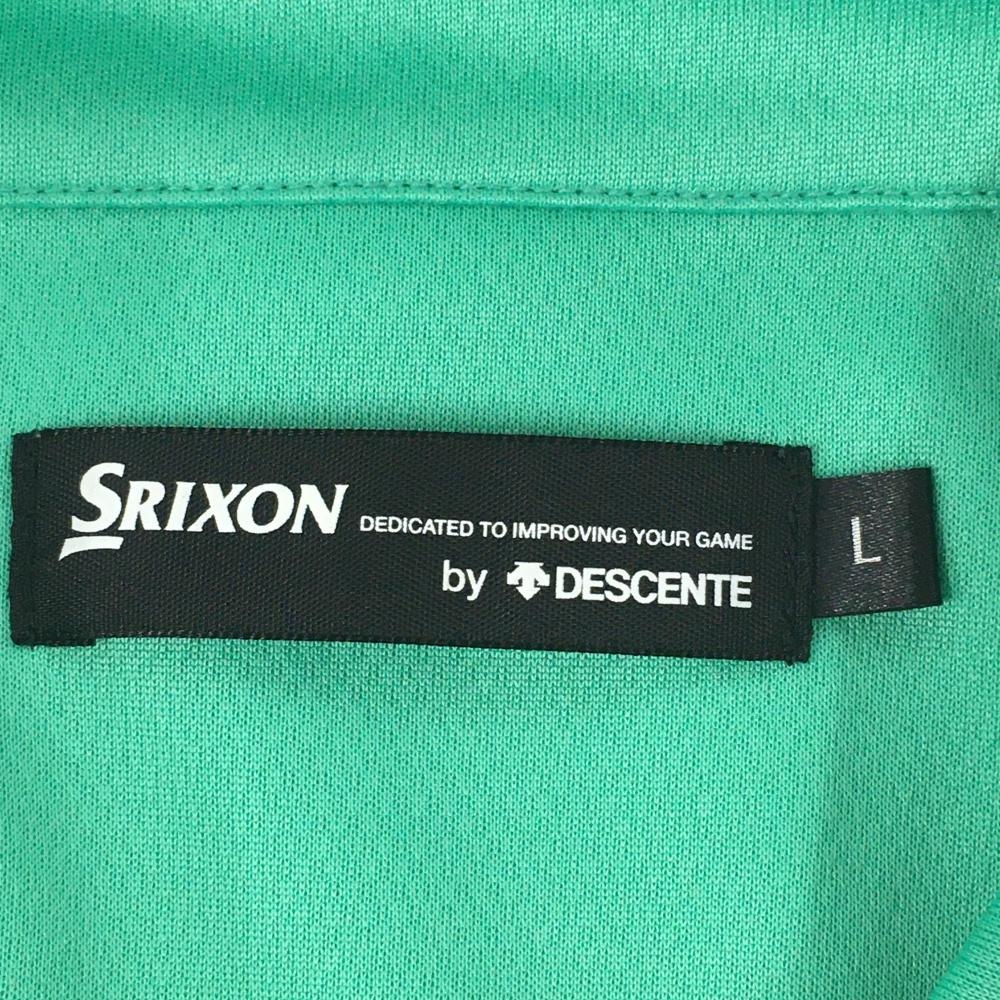 SRIXON DEDICATED TO IMPROVING YOUR GAME
by DESCENTE
L